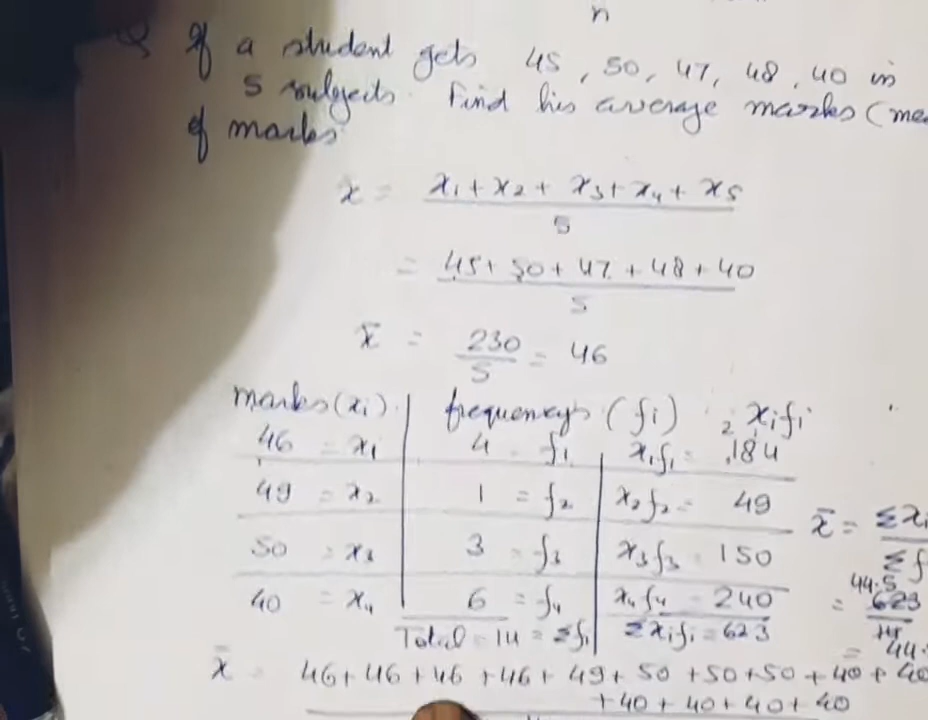 n
Q If a student gets 45, 50, 47, 48, 40 in
5 subjects. Find his average marks (mea
of marks
x̄ = x₁ + x₂ + x₃ + x₄ + x₅
5
= 45 + 50 + 47 + 48 + 40
5
x̄ = 230/5 = 46
marks (xi) frequencys (fi) xifi
46 = x₁ 4 = f₁ x₁f₁ = 184
49 = x₂ 1 = f₂ x₂f₂ = 49
50 = x₃ 3 = f₃ x₃f₃ = 150
40 = x₄ 6 = f₄ x₄f₄ = 240
Total = 14 = Σfi Σxifi = 623
x̄ = Σxi
Σf
44.5
= 623
14
= 44.
x̄ = 46 + 46 + 46 + 46 + 49 + 50 + 50 + 50 + 40 + 40
+ 40 + 40 + 40 + 40